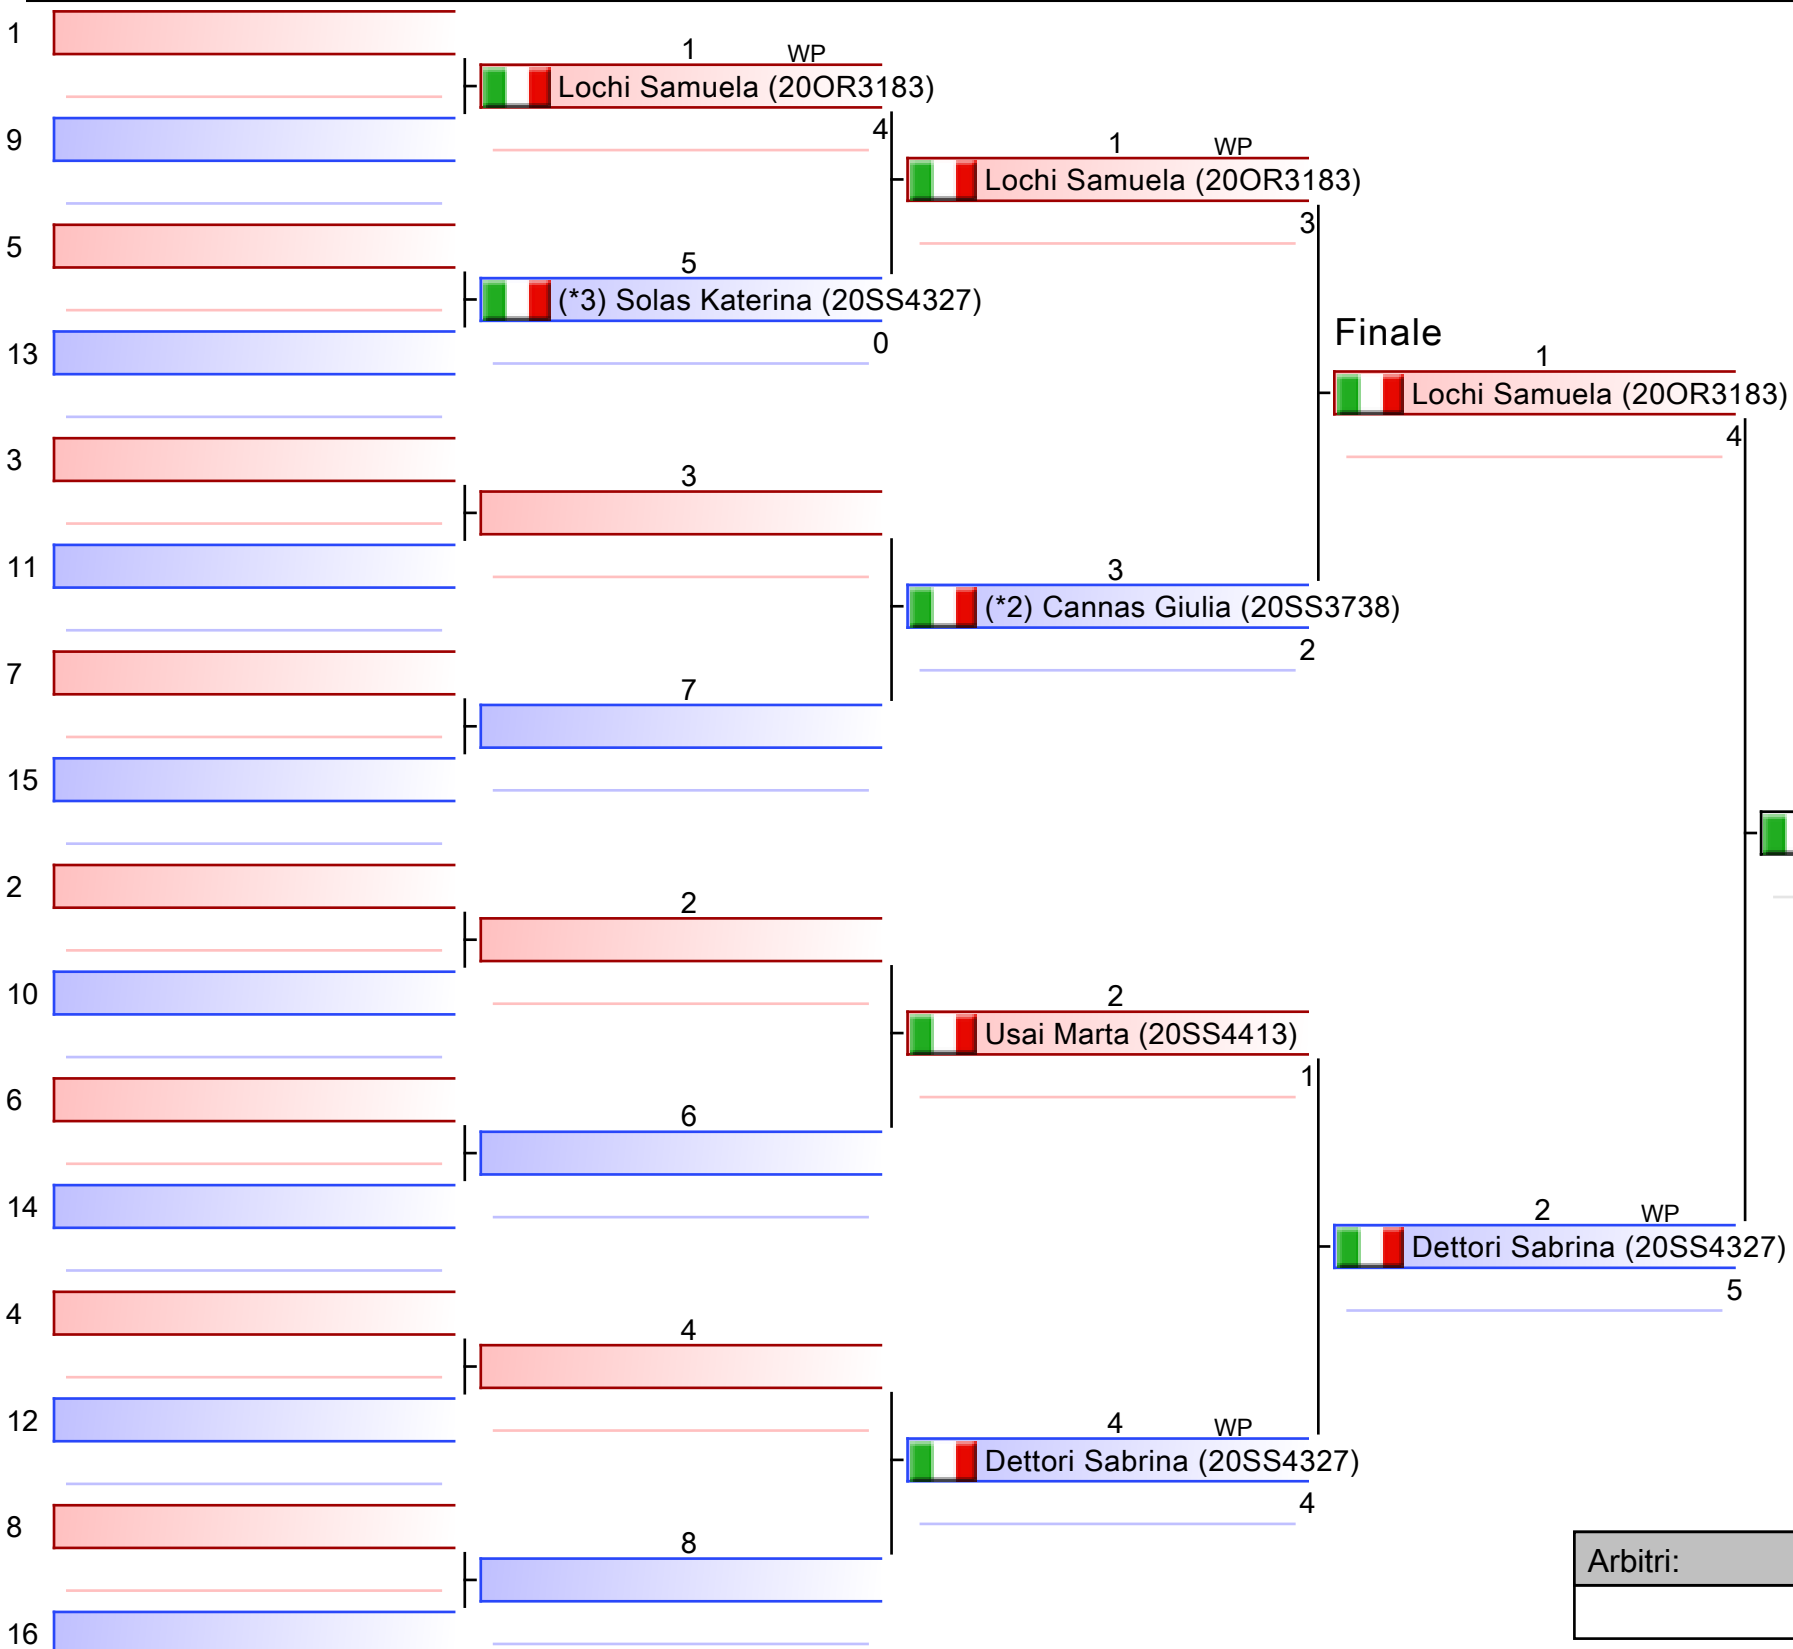 1
1 WP
Lochi Samuela (20OR3183)
4
9
1 WP
Lochi Samuela (20OR3183)
3
5
5
(*3) Solas Katerina (20SS4327)
0
13
Finale
1
Lochi Samuela (20OR3183)
4
3
3
11
3
(*2) Cannas Giulia (20SS3738)
2
7
7
15
2
2
10
2
Usai Marta (20SS4413)
1
6
6
14
2 WP
Dettori Sabrina (20SS4327)
5
4
4
12
4 WP
Dettori Sabrina (20SS4327)
4
8
8
Arbitri:
16